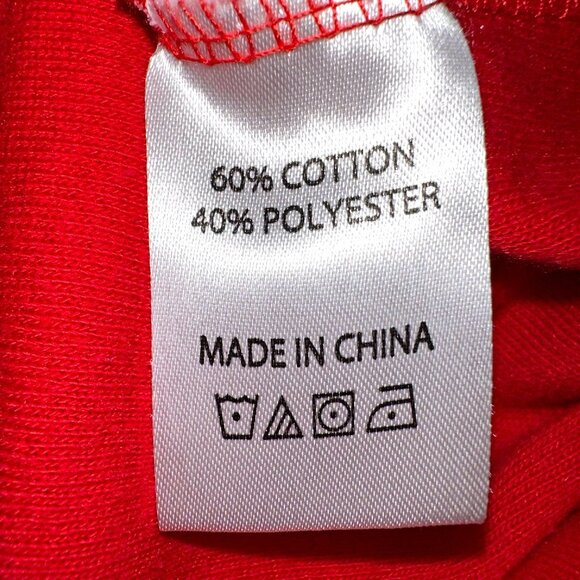 60% COTTON
40% POLYESTER
MADE IN CHINA